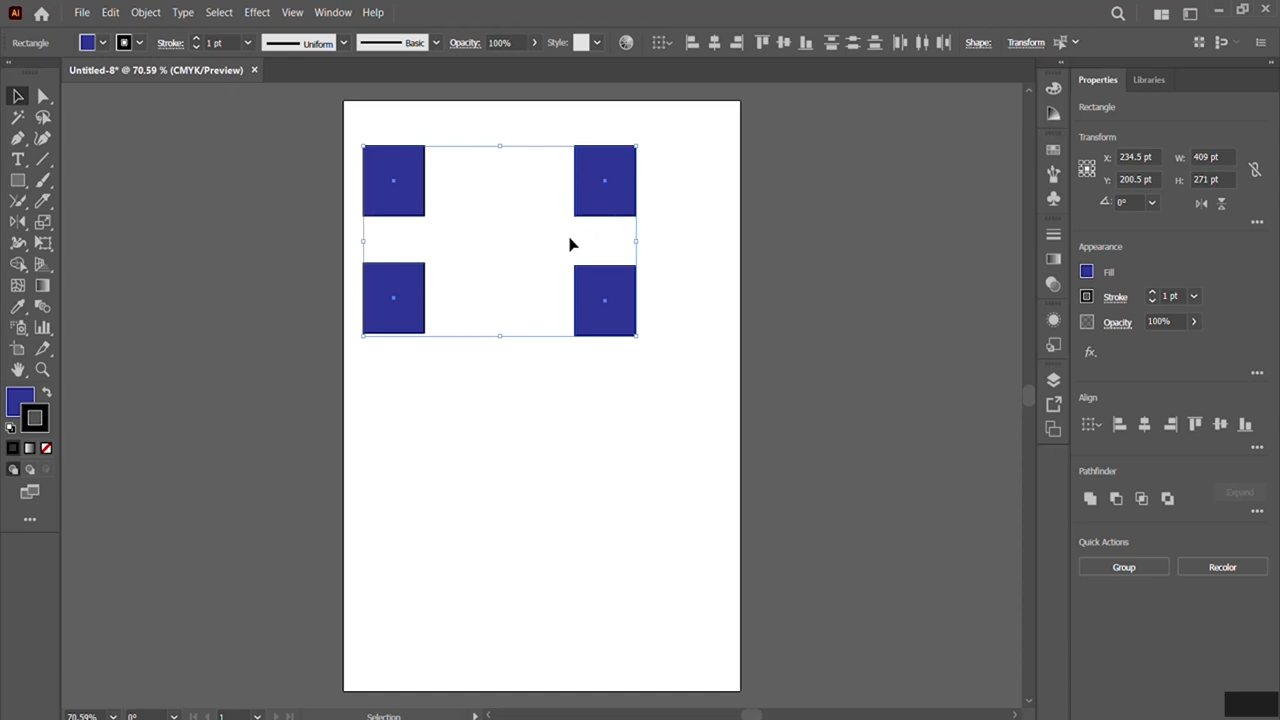 Ai File Edit Object Type Select Effect View Window Help
Rectangle Stroke: 1 pt Uniform Basic Opacity: 100% Style: Shape: Transform
Untitled-8* @ 70.59 % (CMYK/Preview) ×
Properties Libraries
Rectangle
Transform
X: 234.5 pt W: 409 pt
Y: 200.5 pt H: 271 pt
0°
Appearance
Fill
Stroke 1 pt
Opacity 100%
fx.
Align
Pathfinder
Expand
Quick Actions
Group Recolor
70.59% 0° 1 Selection